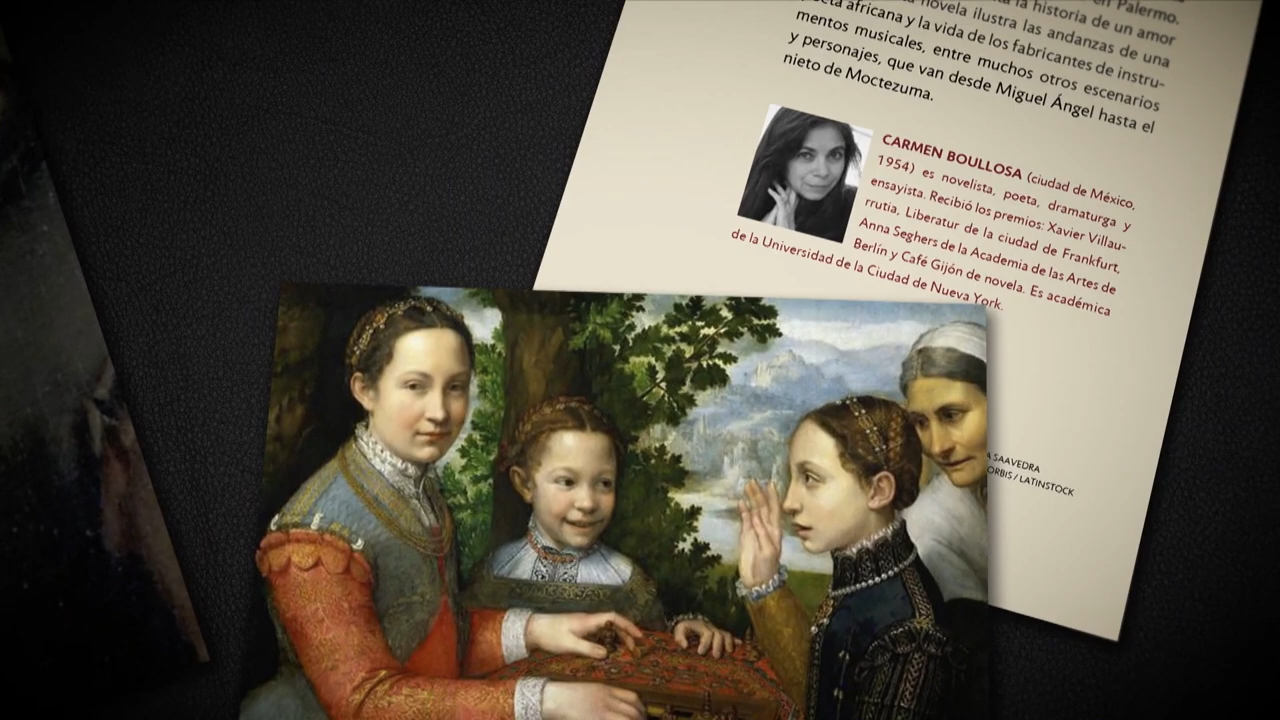 en Palermo.
la historia de un amor
novela ilustra las andanzas de una
africana y la vida de los fabricantes de instru-
mentos musicales, entre muchos otros escenarios
y personajes, que van desde Miguel Ángel hasta el
nieto de Moctezuma.
CARMEN BOULLOSA (ciudad de México,
1954) es novelista, poeta, dramaturga y
ensayista. Recibió los premios: Xavier Villau-
rrutia, Liberatur de la ciudad de Frankfurt,
Anna Seghers de la Academia de las Artes de
Berlín y Café Gijón de novela. Es académica
de la Universidad de la Ciudad de Nueva York.
SAAVEDRA
ORBIS / LATINSTOCK